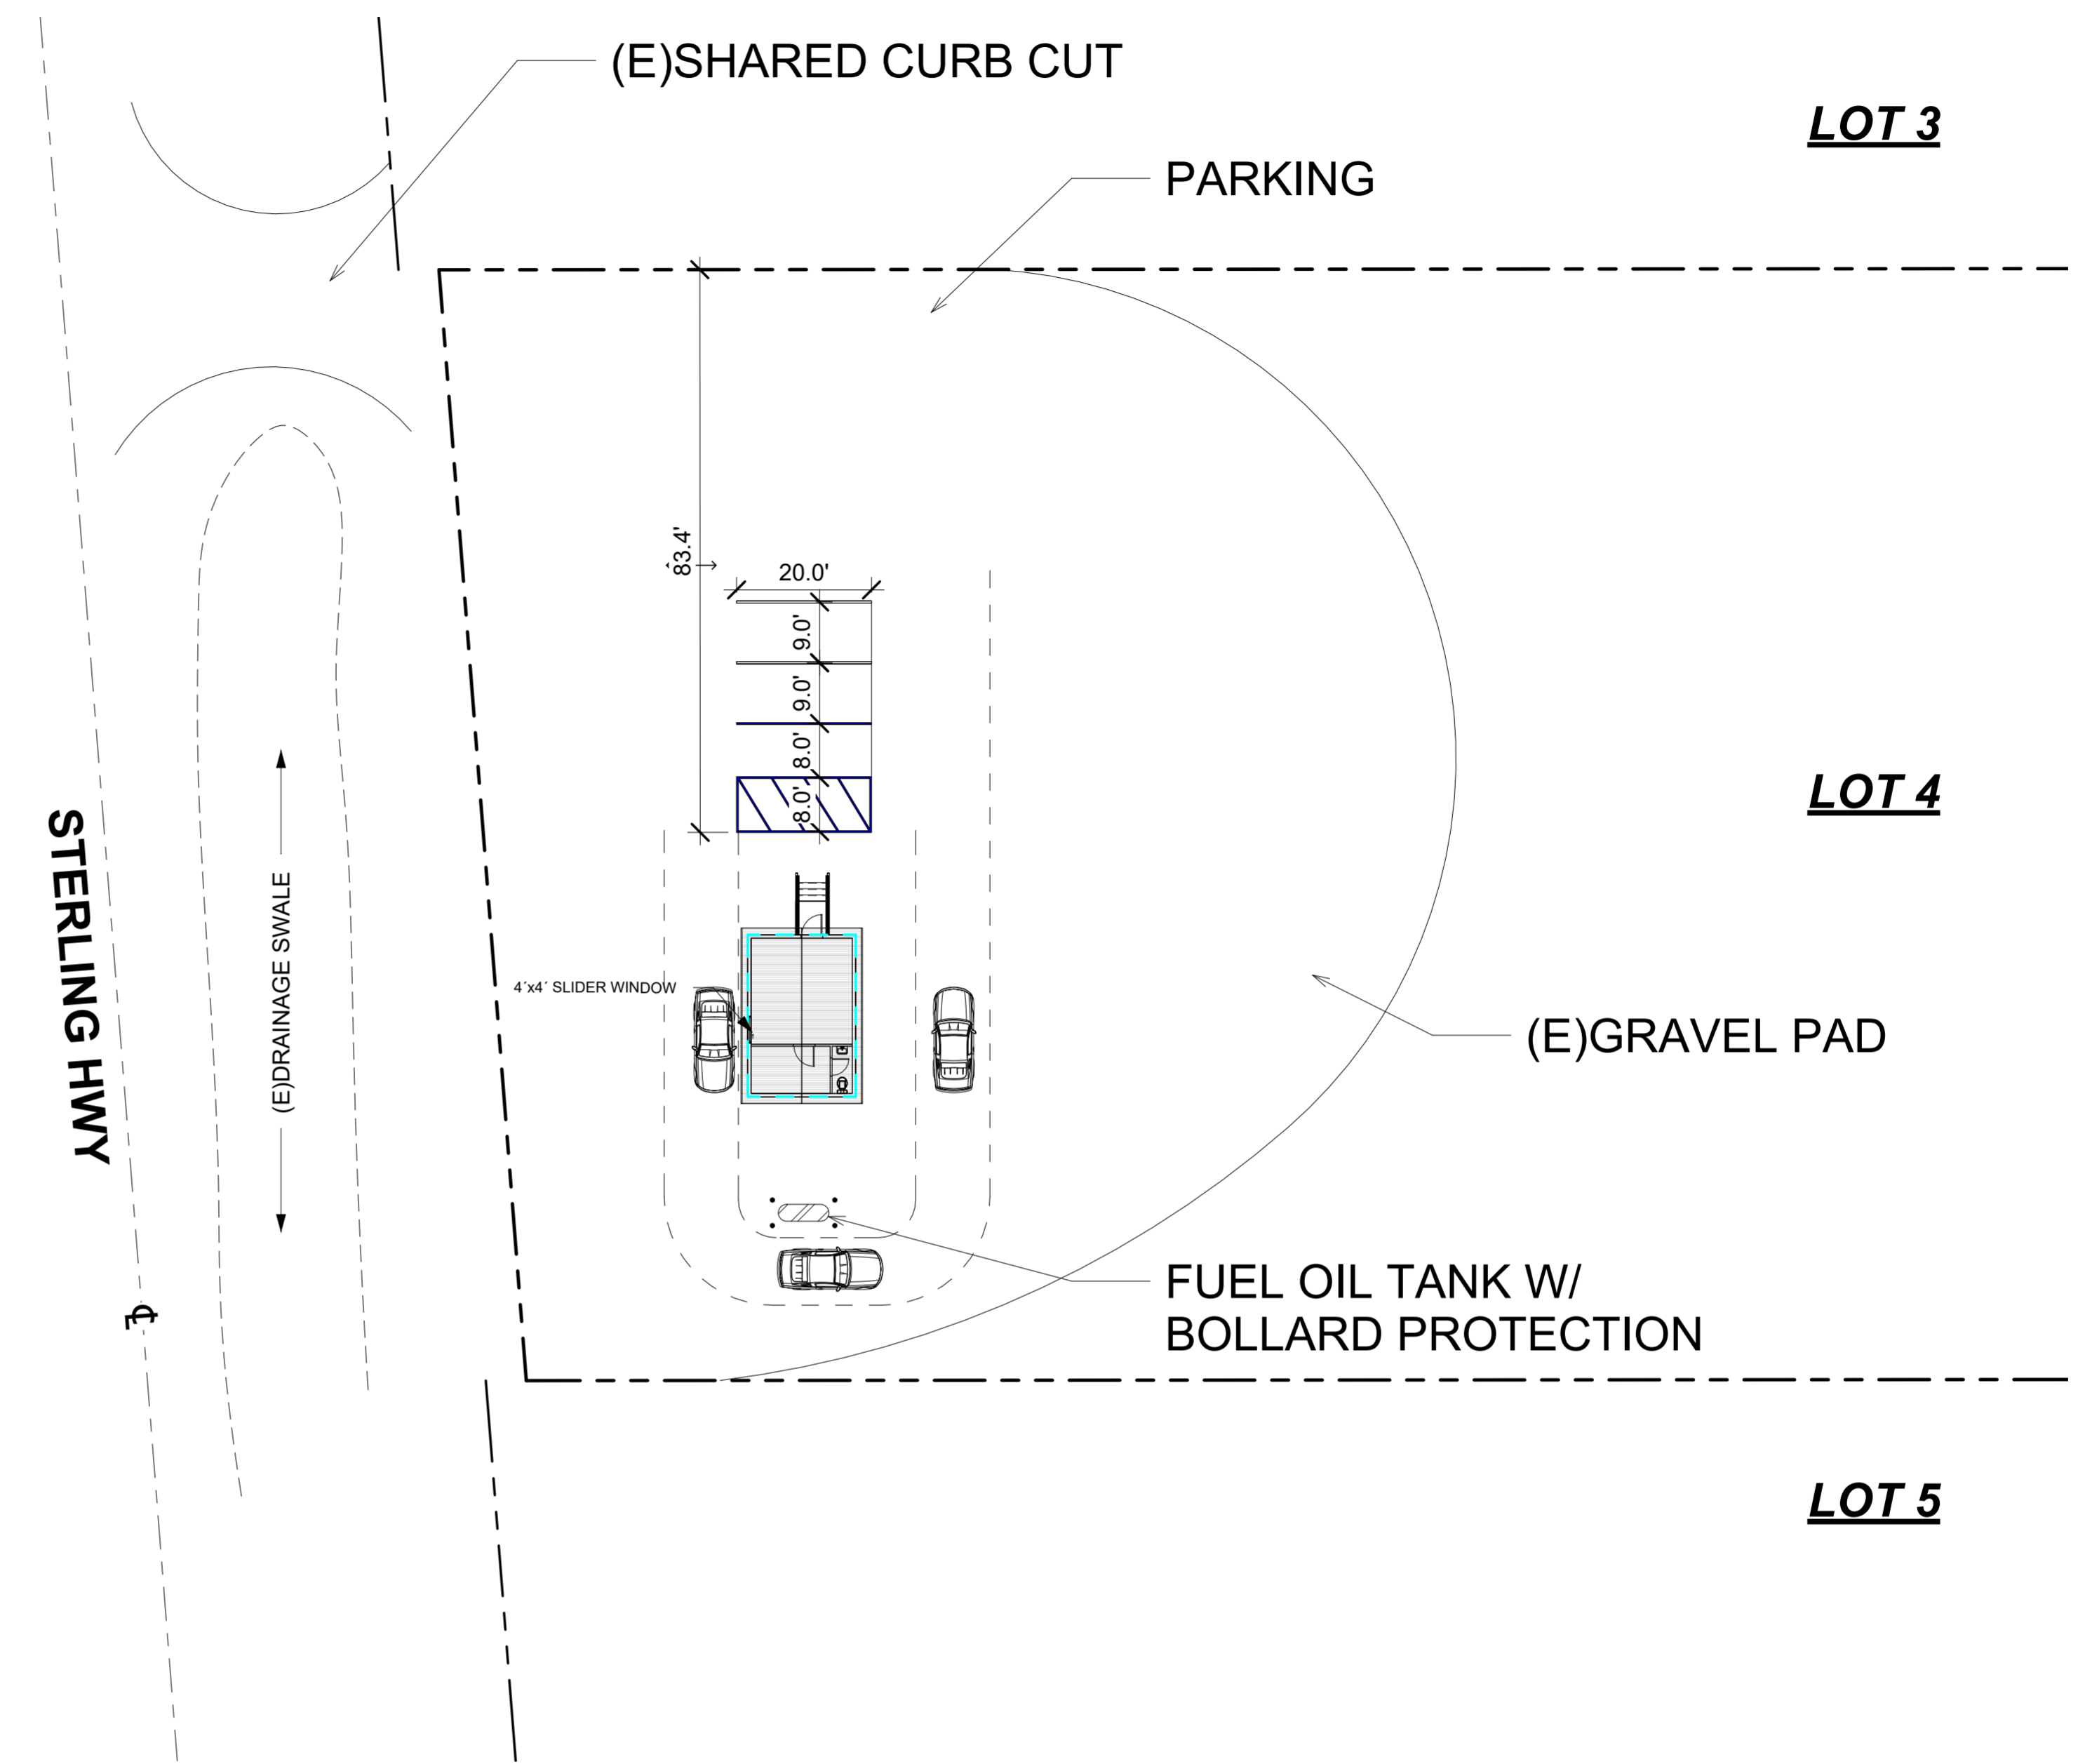 (E)SHARED CURB CUT
LOT 3
PARKING
83.4'
20.0'
9.0'
9.0'
8.0'
8.0'
LOT 4
STERLING HWY
(E)DRAINAGE SWALE
4´x4´ SLIDER WINDOW
(E)GRAVEL PAD
FUEL OIL TANK W/
BOLLARD PROTECTION
℄
LOT 5